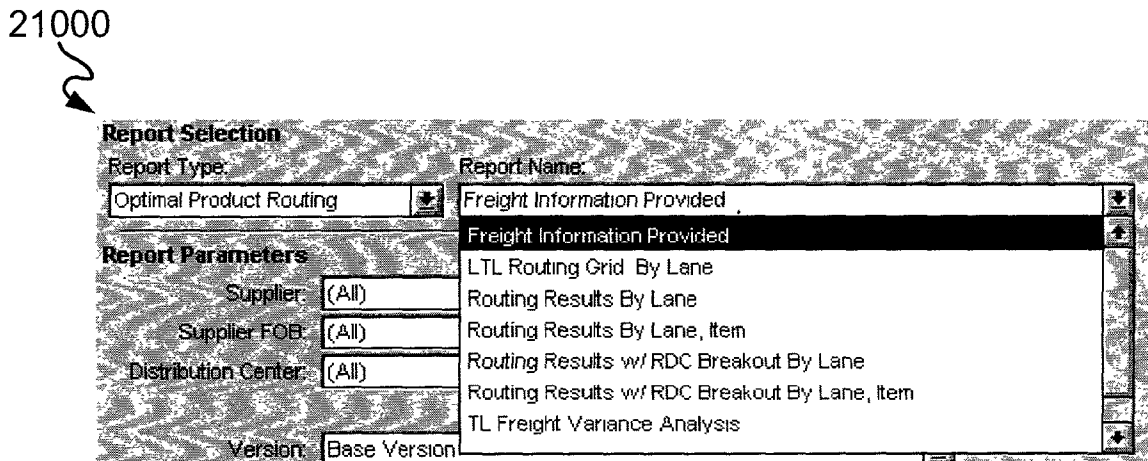 21000
Report Selection
Report Type: Report Name:
Optimal Product Routing Freight Information Provided
Freight Information Provided
Report Parameters
LTL Routing Grid By Lane
Supplier: (All)
Routing Results By Lane
Supplier FOB: (All)
Routing Results By Lane, Item
Distribution Center: (All)
Routing Results w/ RDC Breakout By Lane
Routing Results w/ RDC Breakout By Lane, Item
TL Freight Variance Analysis
Version: Base Version